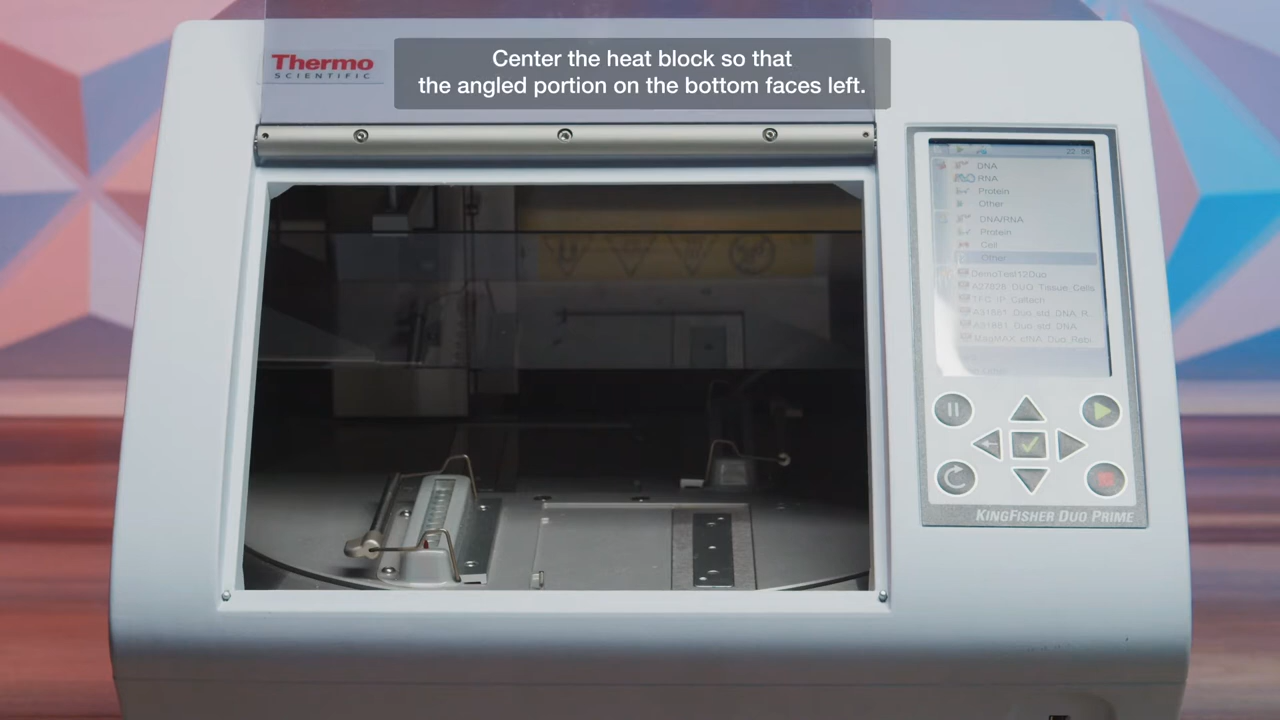 Thermo
SCIENTIFIC
Center the heat block so that
the angled portion on the bottom faces left.
DNA
RNA
Protein
Other
DNA/RNA
Protein
Cell
Other
DemoTest12Duo
KINGFISHER DUO PRIME